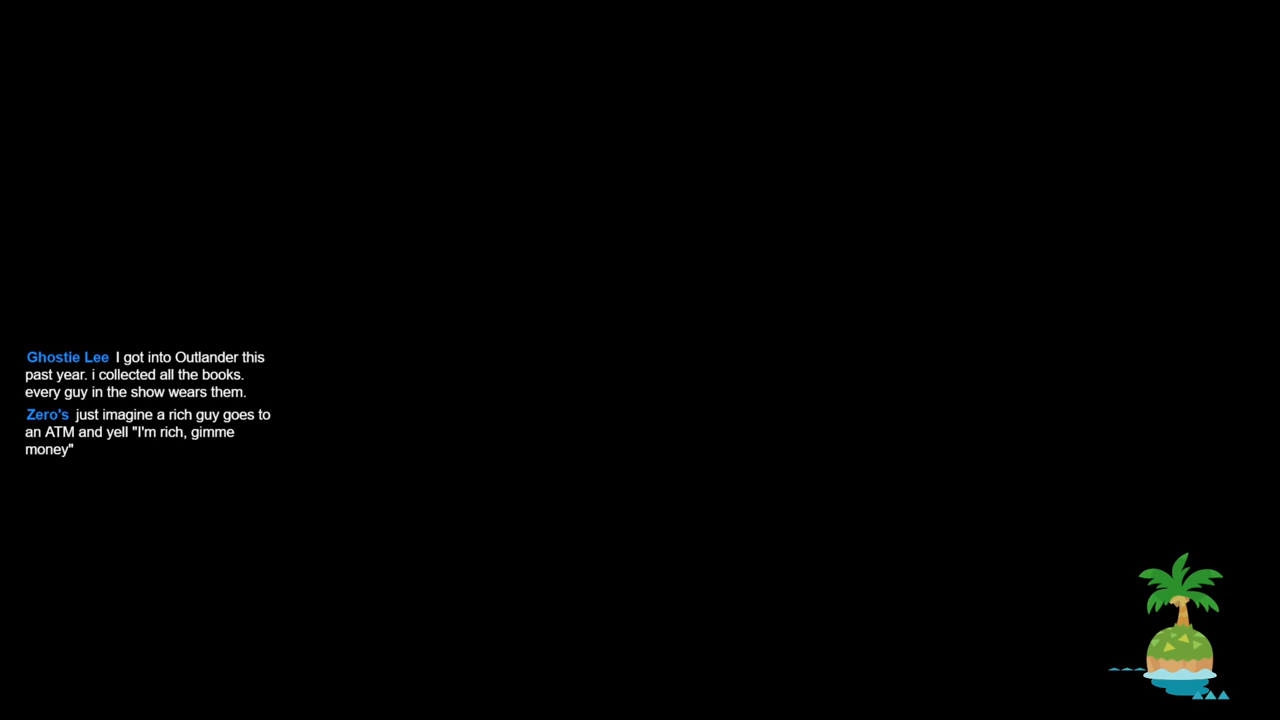 Ghostie Lee I got into Outlander this
past year. i collected all the books.
every guy in the show wears them.
Zero's just imagine a rich guy goes to
an ATM and yell "I'm rich, gimme
money"